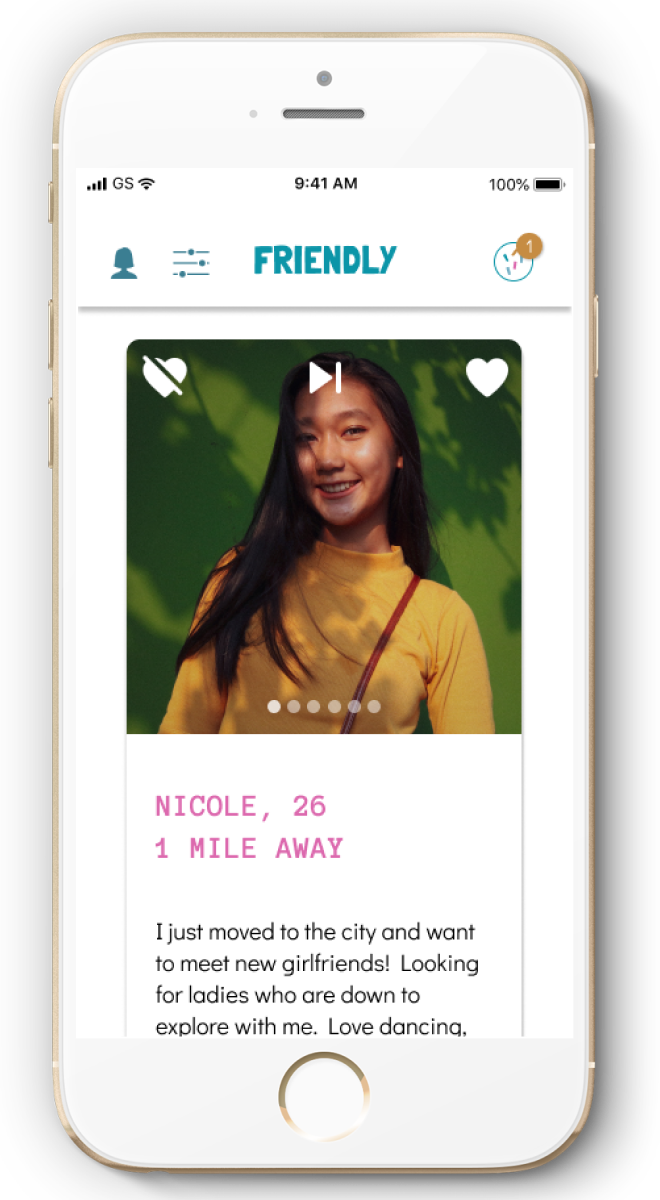 GS 9:41 AM 100%
FRIENDLY 1
NICOLE, 26
1 MILE AWAY
I just moved to the city and want
to meet new girlfriends!  Looking
for ladies who are down to
explore with me.  Love dancing,